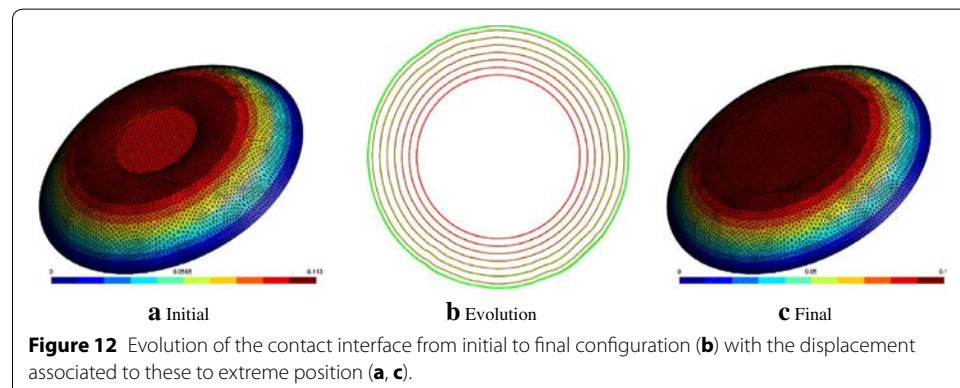 0 0.0565 0.113
0 0.05 0.1
a Initial b Evolution c Final
Figure 12 Evolution of the contact interface from initial to final configuration (b) with the displacement
associated to these to extreme position (a, c).